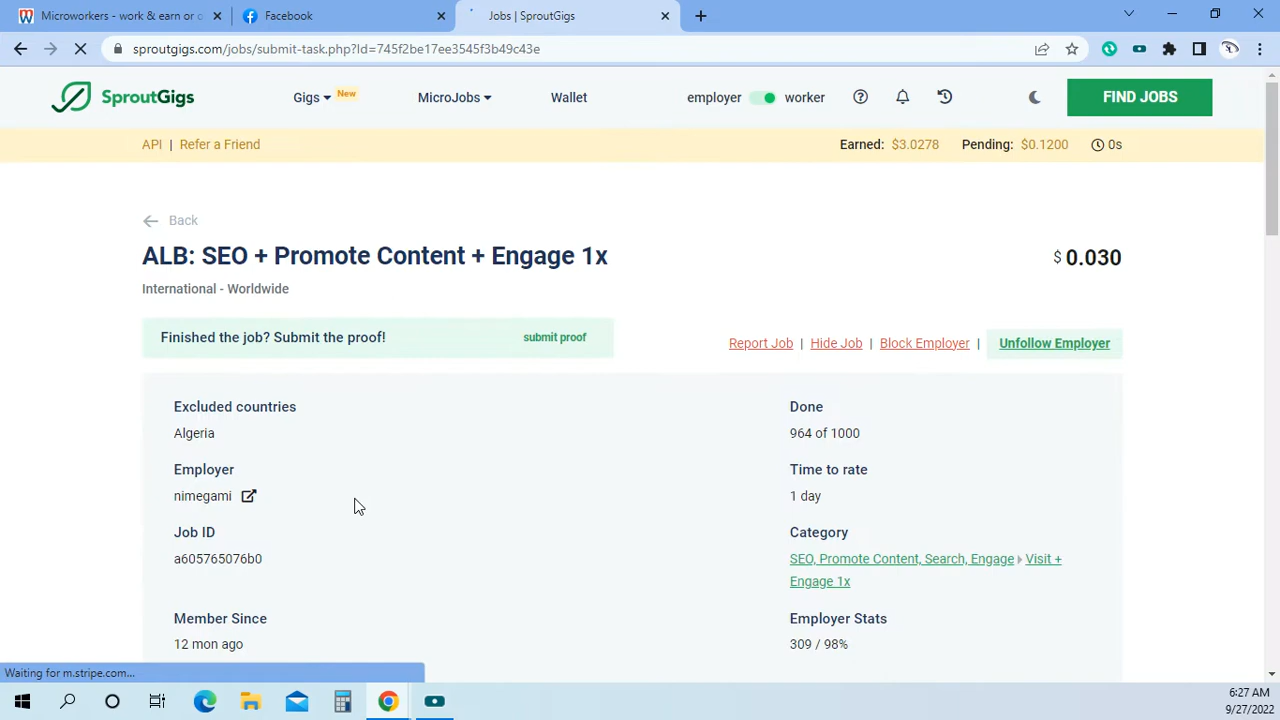 Microworkers - work & earn or o
Facebook
Jobs | SproutGigs
sproutgigs.com/jobs/submit-task.php?Id=745f2be17ee3545f3b49c43e
SproutGigs
Gigs New MicroJobs Wallet employer worker FIND JOBS
API | Refer a Friend Earned: $3.0278 Pending: $0.1200 0s
Back
ALB: SEO + Promote Content + Engage 1x $ 0.030
International - Worldwide
Finished the job? Submit the proof! submit proof
Report Job | Hide Job | Block Employer | Unfollow Employer
Excluded countries Done
Algeria 964 of 1000
Employer Time to rate
nimegami 1 day
Job ID Category
a605765076b0 SEO, Promote Content, Search, Engage Visit +
Engage 1x
Member Since Employer Stats
12 mon ago 309 / 98%
Waiting for m.stripe.com...
6:27 AM
9/27/2022